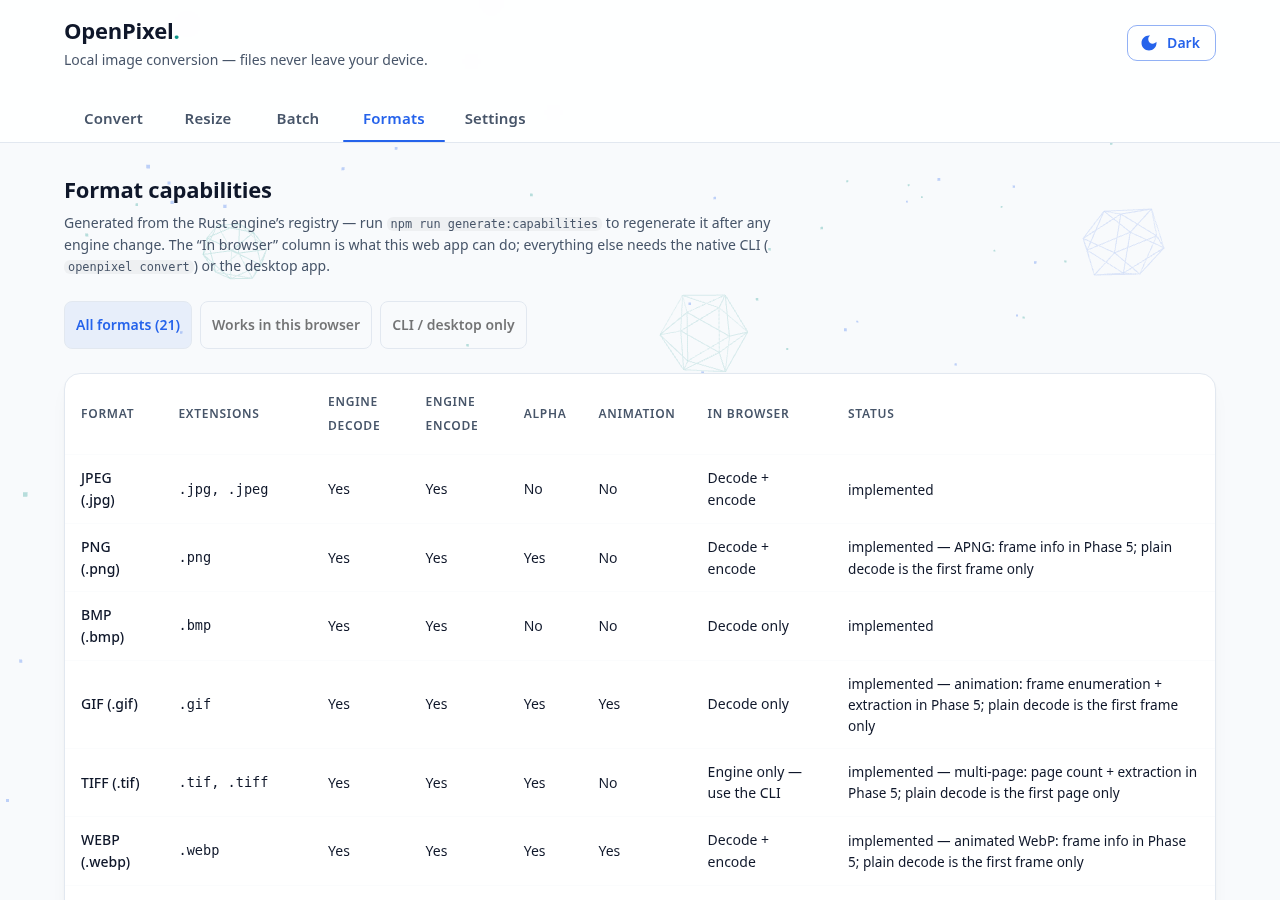 OpenPixel.
Local image conversion — files never leave your device.
Dark
Convert Resize Batch Formats Settings
Format capabilities
Generated from the Rust engine’s registry — run npm run generate:capabilities to regenerate it after any
engine change. The “In browser” column is what this web app can do; everything else needs the native CLI (
openpixel convert ) or the desktop app.
All formats (21) Works in this browser CLI / desktop only
FORMAT EXTENSIONS ENGINE DECODE ENGINE ENCODE ALPHA ANIMATION IN BROWSER STATUS
JPEG (.jpg) .jpg, .jpeg Yes Yes No No Decode + encode implemented
PNG (.png) .png Yes Yes Yes No Decode + encode implemented — APNG: frame info in Phase 5; plain decode is the first frame only
BMP (.bmp) .bmp Yes Yes No No Decode only implemented
GIF (.gif) .gif Yes Yes Yes Yes Decode only implemented — animation: frame enumeration + extraction in Phase 5; plain decode is the first frame only
TIFF (.tif) .tif, .tiff Yes Yes Yes No Engine only — use the CLI implemented — multi-page: page count + extraction in Phase 5; plain decode is the first page only
WEBP (.webp) .webp Yes Yes Yes Yes Decode + encode implemented — animated WebP: frame info in Phase 5; plain decode is the first frame only